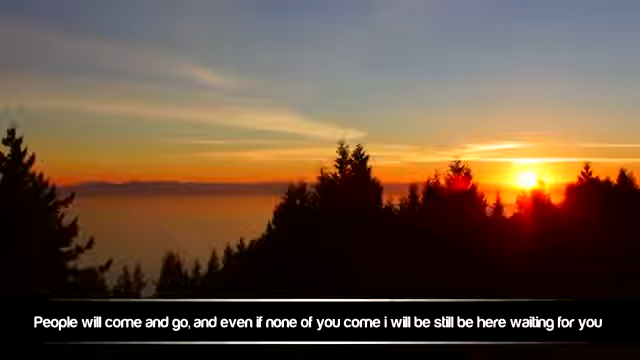 People will come and go, and even if none of you come i will be still be here waiting for you